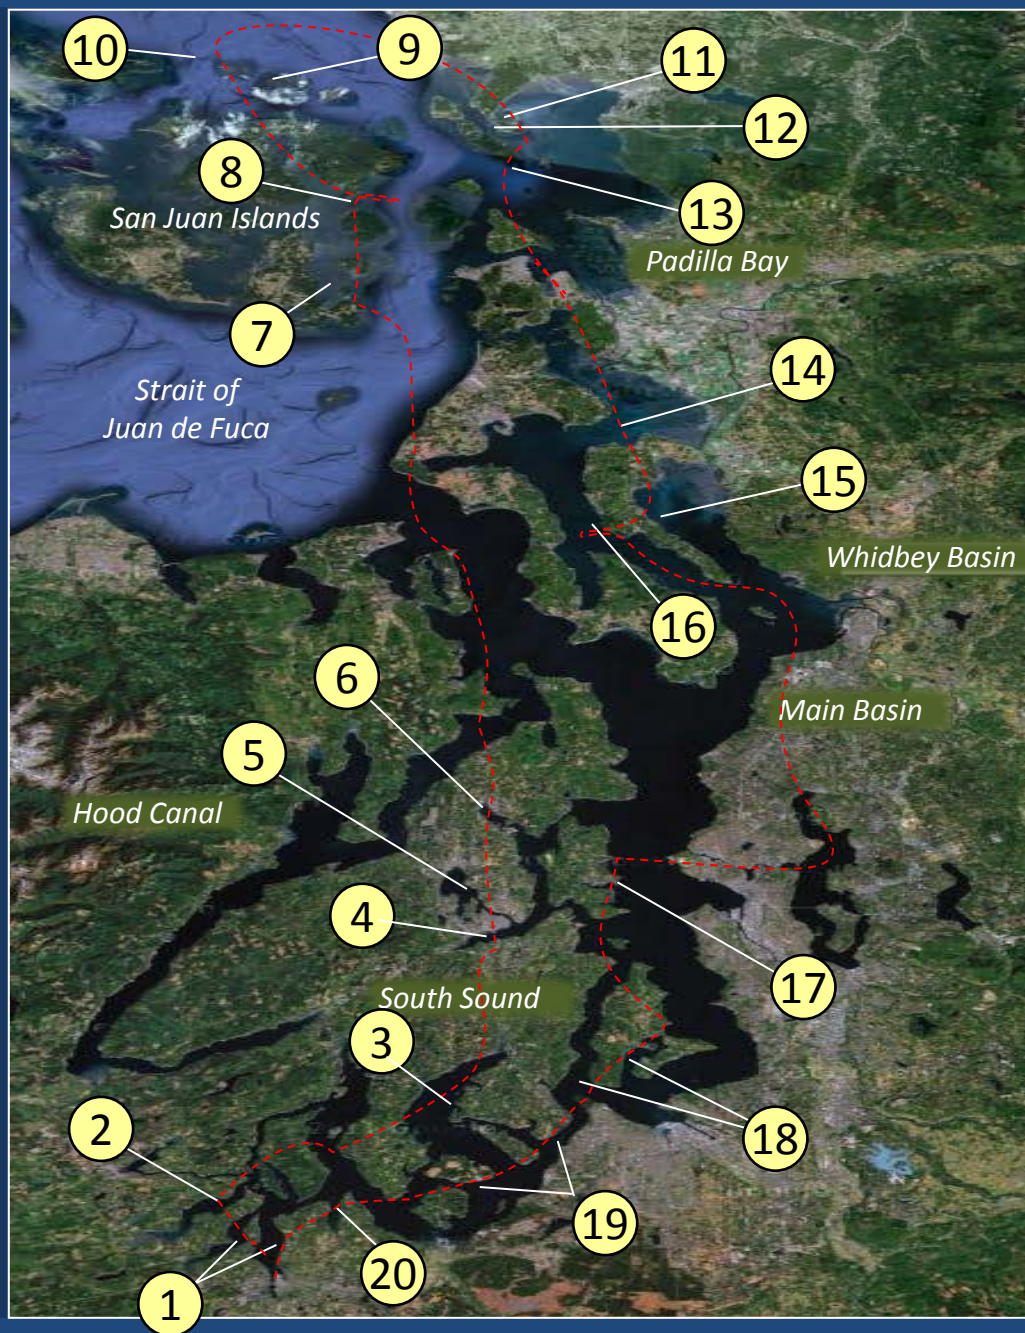 10
9
11
12
8
San Juan Islands
13
Padilla Bay
7
14
Strait of
Juan de Fuca
15
Whidbey Basin
16
6
Main Basin
5
Hood Canal
4
17
South Sound
3
2
18
19
20
1